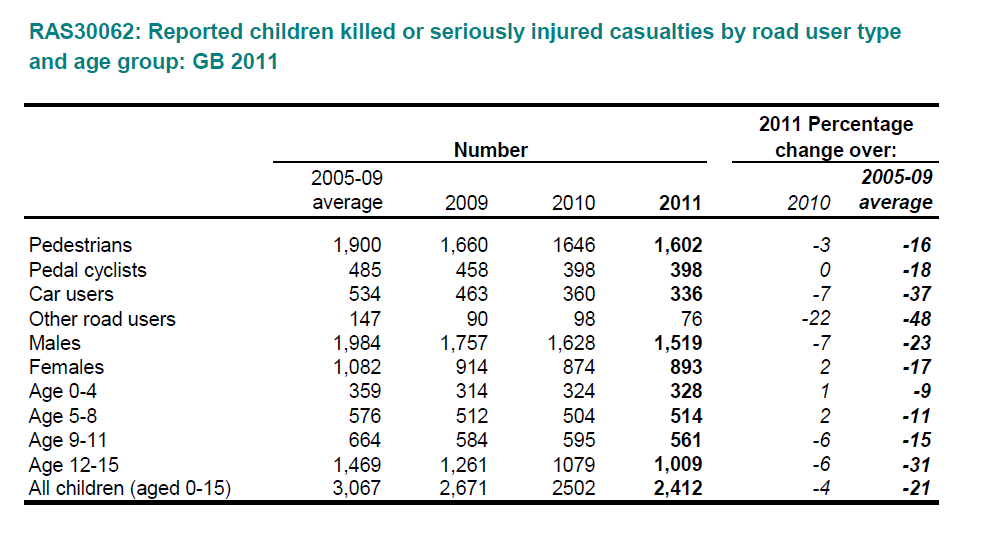 RAS30062: Reported children killed or seriously injured casualties by road user type
and age group: GB 2011
2011 Percentage
Number change over:
2005-09 2005-09
average 2009 2010 2011 2010 average
Pedestrians 1,900 1,660 1646 1,602 -3 -16
Pedal cyclists 485 458 398 398 0 -18
Car users 534 463 360 336 -7 -37
Other road users 147 90 98 76 -22 -48
Males 1,984 1,757 1,628 1,519 -7 -23
Females 1,082 914 874 893 2 -17
Age 0-4 359 314 324 328 1 -9
Age 5-8 576 512 504 514 2 -11
Age 9-11 664 584 595 561 -6 -15
Age 12-15 1,469 1,261 1079 1,009 -6 -31
All children (aged 0-15) 3,067 2,671 2502 2,412 -4 -21